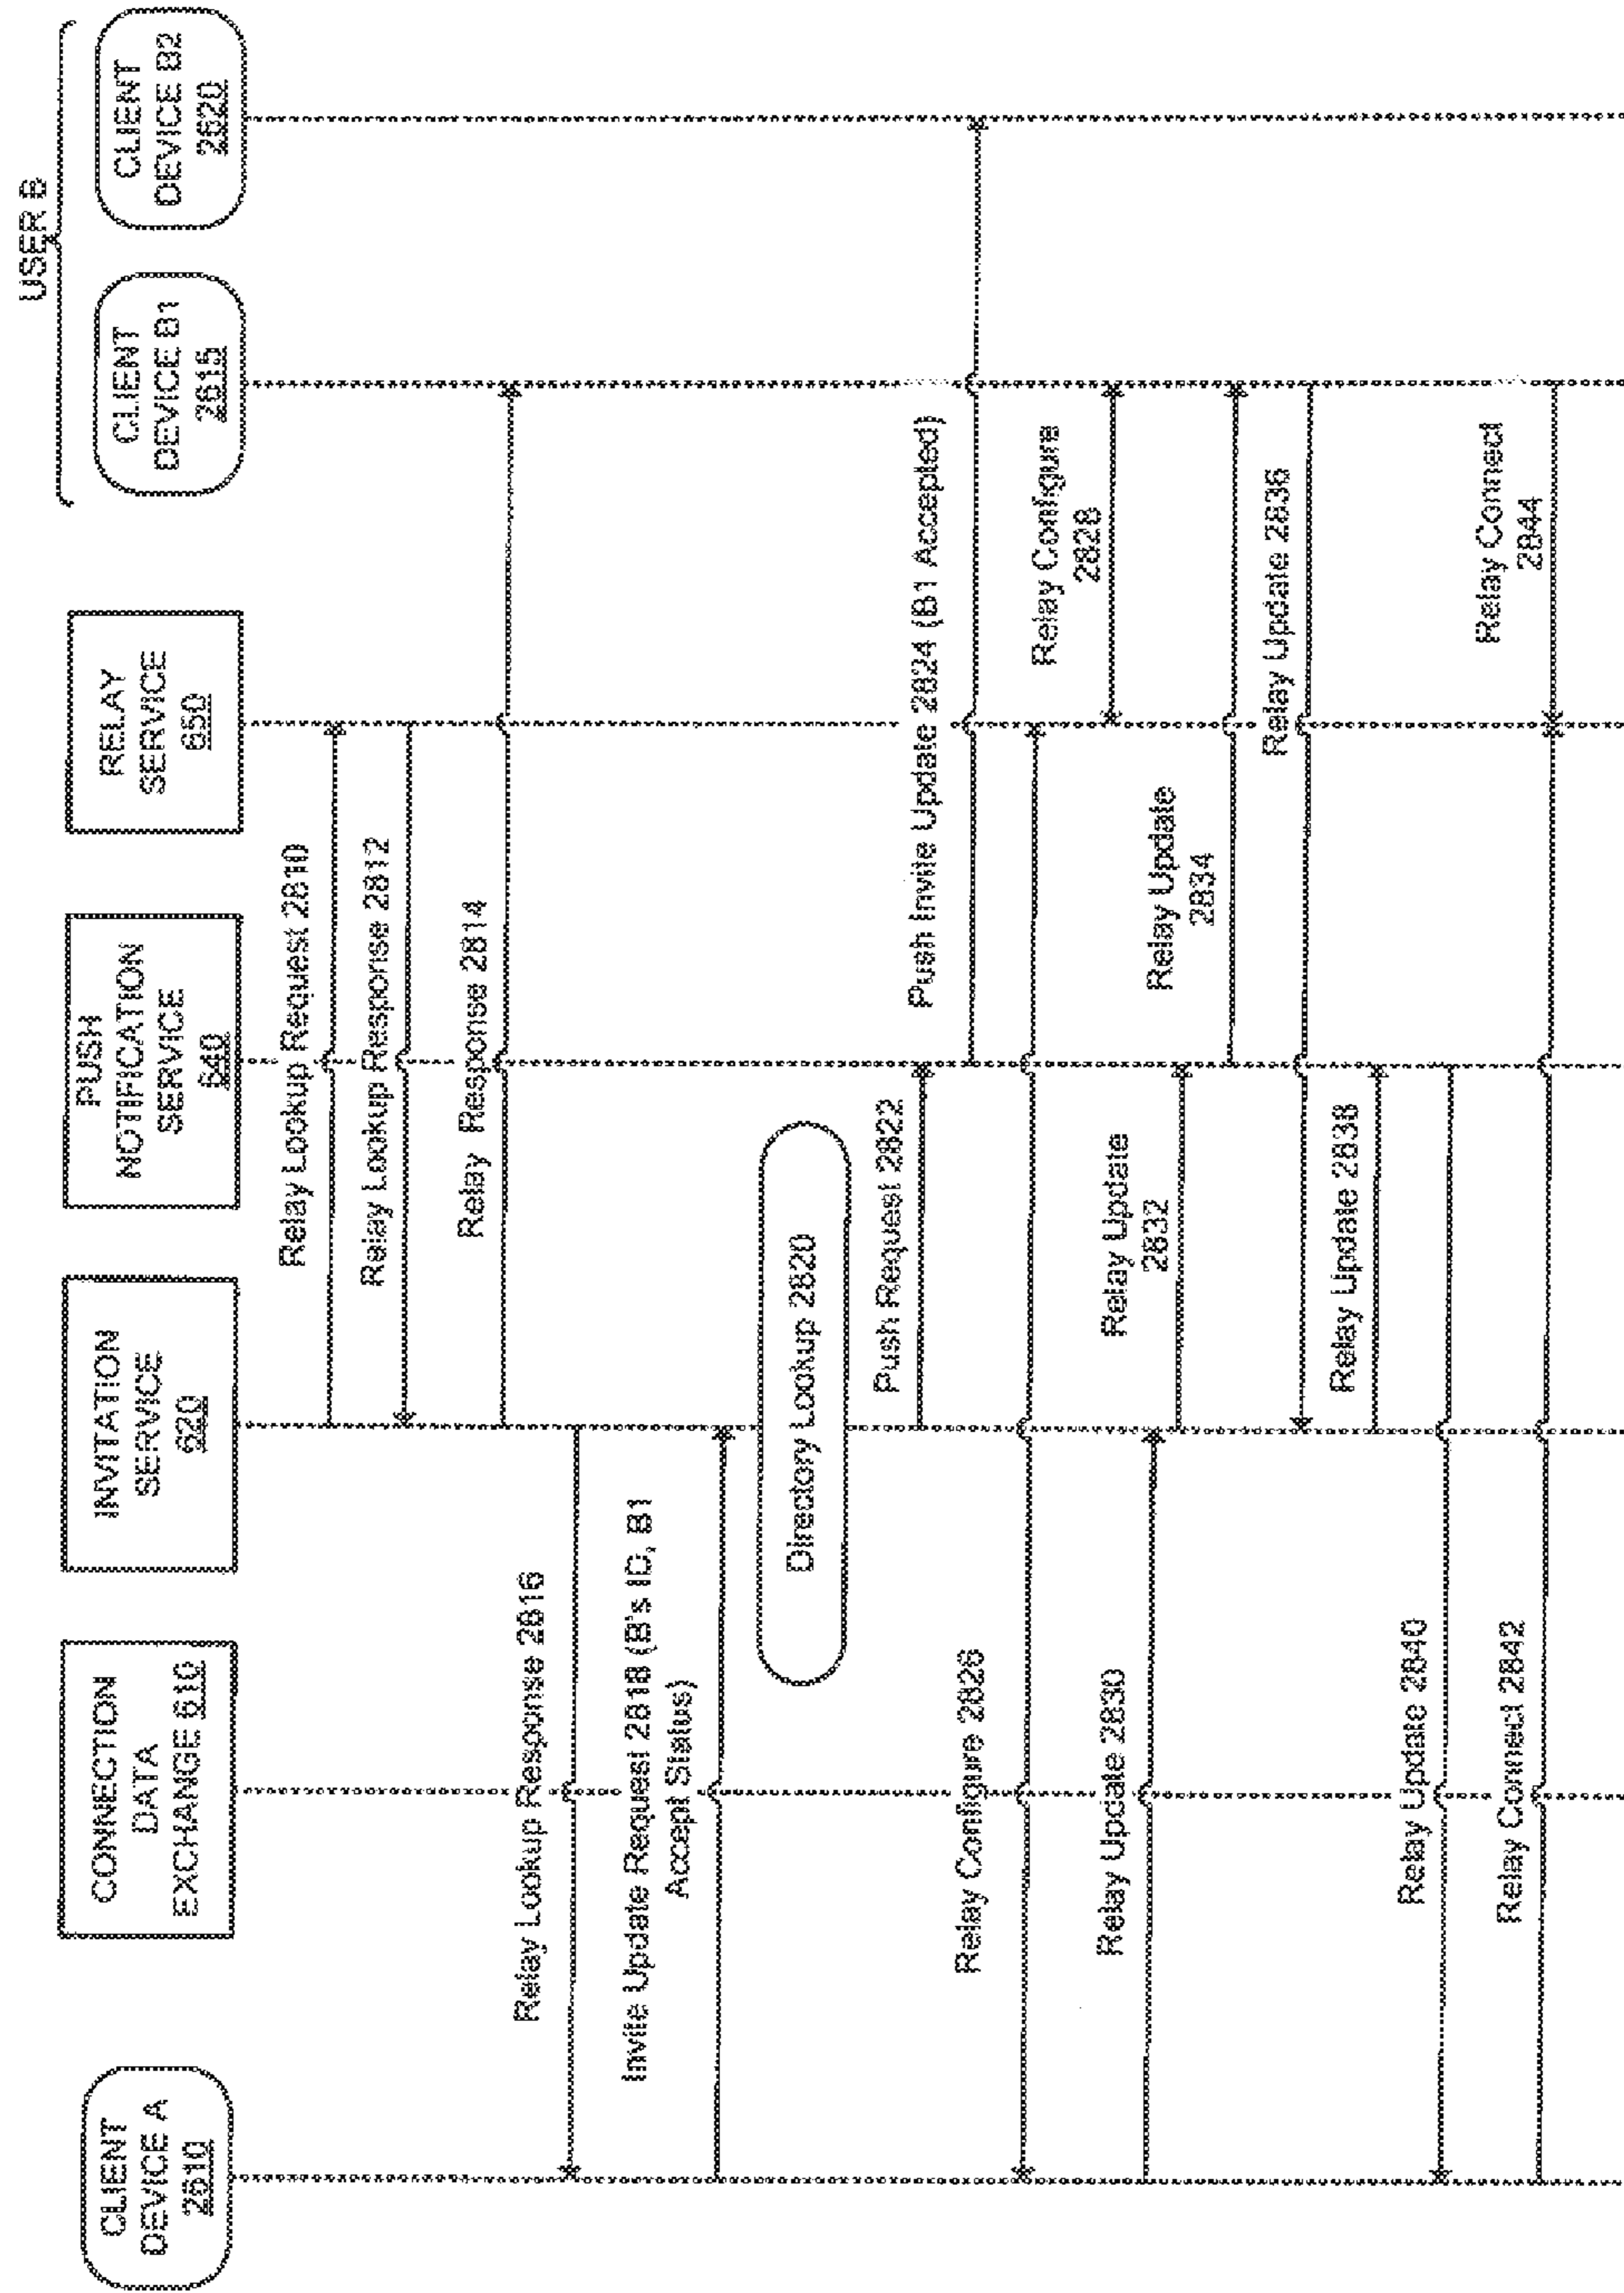 USER B
CLIENT
DEVICE A
2610
CONNECTION
DATA
EXCHANGE 610
INVITATION
SERVICE
620
PUSH
NOTIFICATION
SERVICE
640
RELAY
SERVICE
650
CLIENT
DEVICE B1
2615
CLIENT
DEVICE B2
2620
Relay Lookup Request 2810
Relay Lookup Response 2812
Relay Response 2814
Relay Lookup Response 2816
Invite Update Request 2818 (B's ID, B1
Accept Status)
Directory Lookup 2820
Push Request 2822
Push Invite Update 2824 (B1 Accepted)
Relay Configure 2826
Relay Configure
2828
Relay Update 2830
Relay Update
2832
Relay Update
2834
Relay Update 2836
Relay Update 2838
Relay Update 2840
Relay Connect 2842
Relay Connect
2844